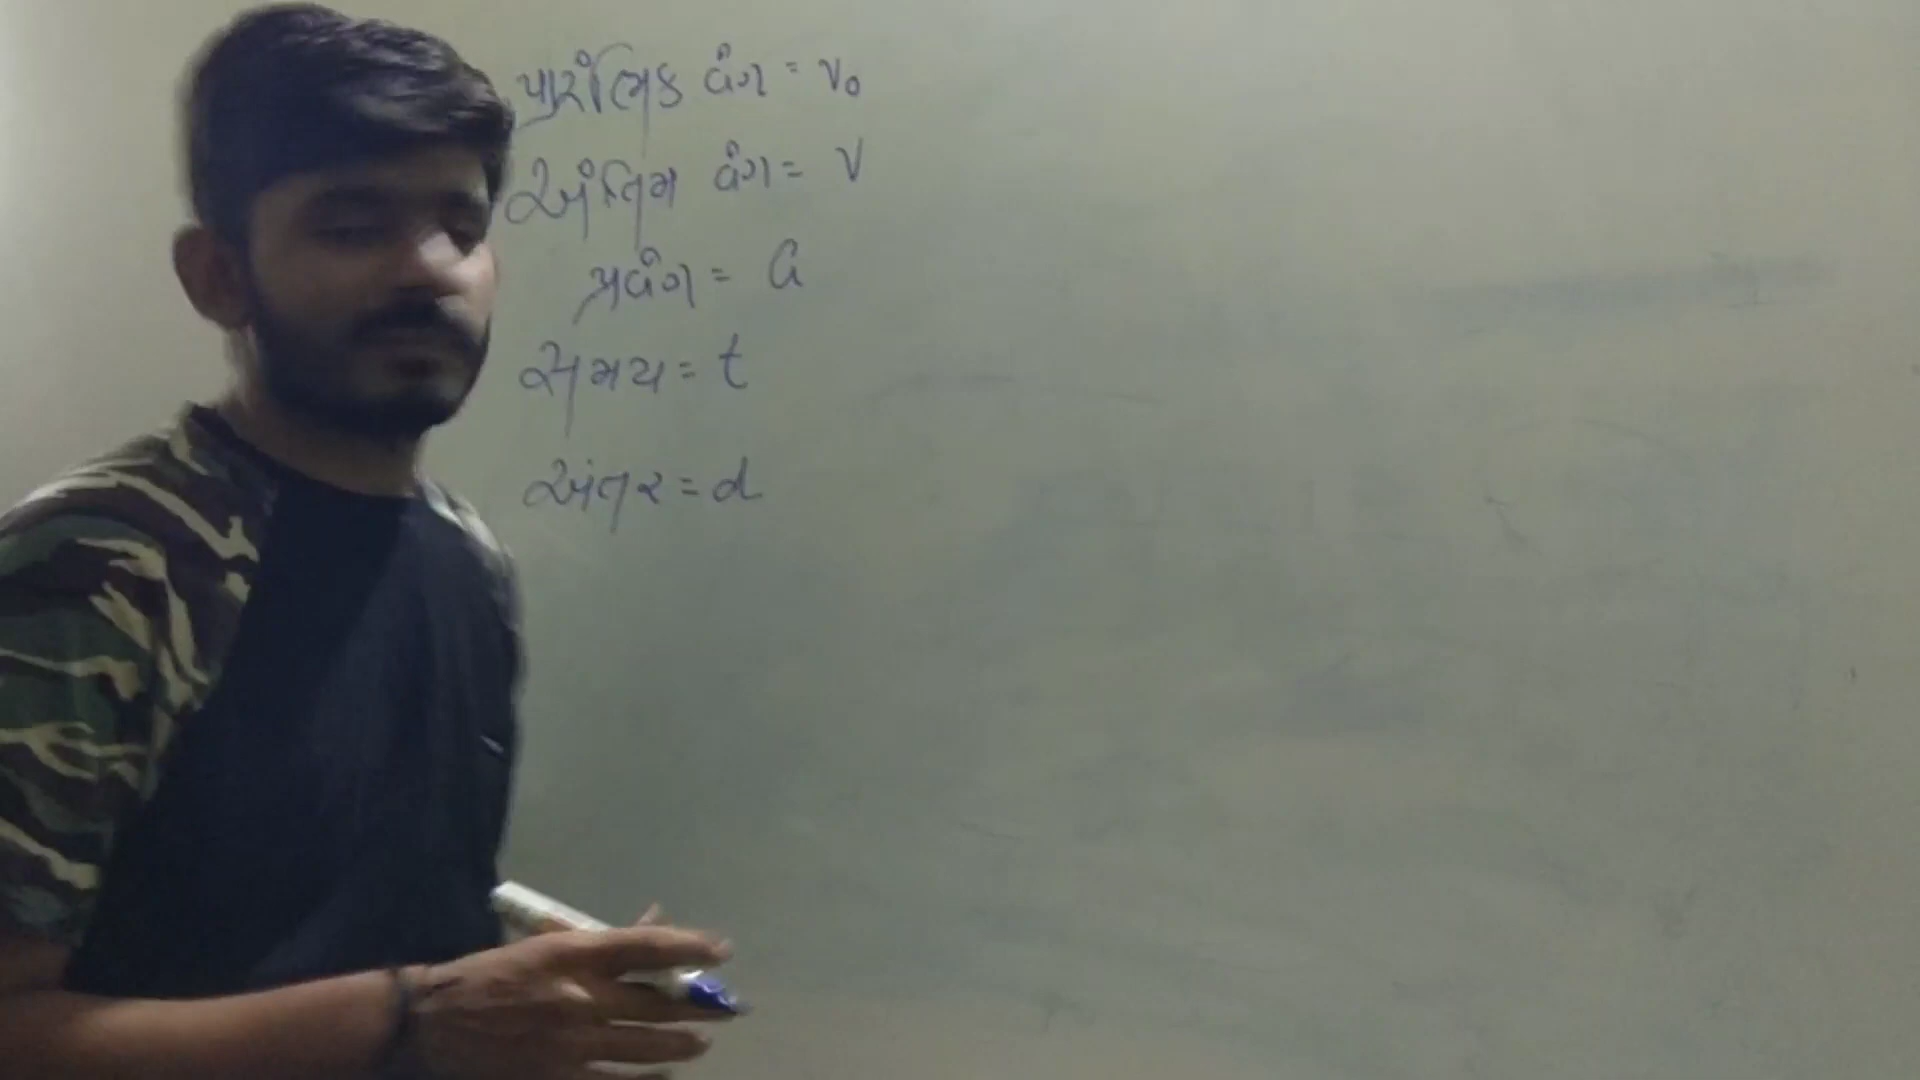 પ્રારંભિક વેગ = v₀
અંતિમ વેગ = v
પ્રવેગ = a
સમય = t
અંતર = d